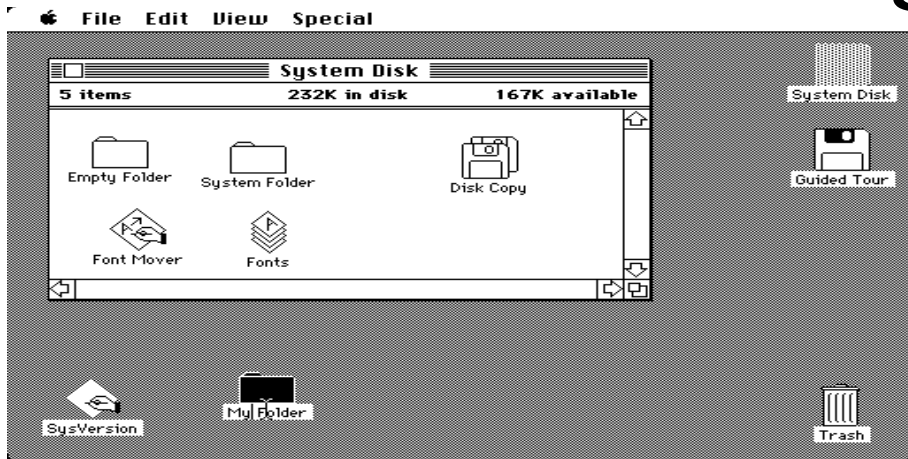 File Edit View Special
System Disk
5 items 232K in disk 167K available
Empty Folder
System Folder
Disk Copy
Font Mover
Fonts
System Disk
Guided Tour
SysVersion
My Folder
Trash